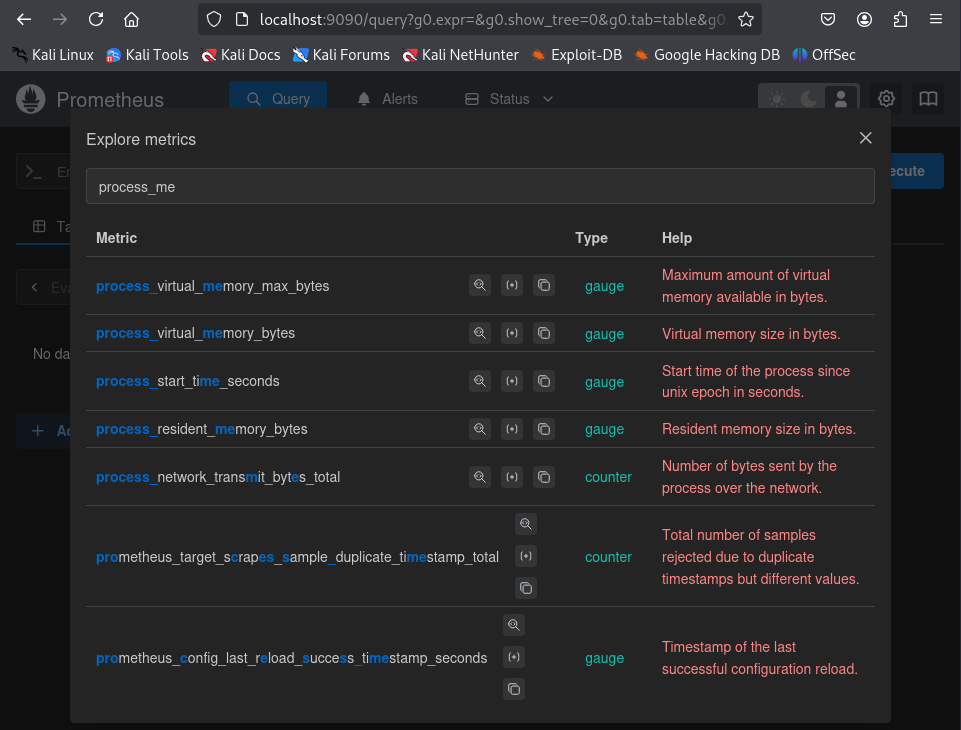 localhost:9090/query?g0.expr=&g0.show_tree=0&g0.tab=table&g0
Kali Linux Kali Tools Kali Docs Kali Forums Kali NetHunter Exploit-DB Google Hacking DB OffSec
Prometheus Query Alerts Status
Explore metrics
process_me
Metric Type Help
process_virtual_memory_max_bytes gauge Maximum amount of virtual
memory available in bytes.
process_virtual_memory_bytes gauge Virtual memory size in bytes.
process_start_time_seconds gauge Start time of the process since
unix epoch in seconds.
process_resident_memory_bytes gauge Resident memory size in bytes.
process_network_transmit_bytes_total counter Number of bytes sent by the
process over the network.
prometheus_target_scrapes_sample_duplicate_timestamp_total counter Total number of samples
rejected due to duplicate
timestamps but different values.
prometheus_config_last_reload_success_timestamp_seconds gauge Timestamp of the last
successful configuration reload.
No da